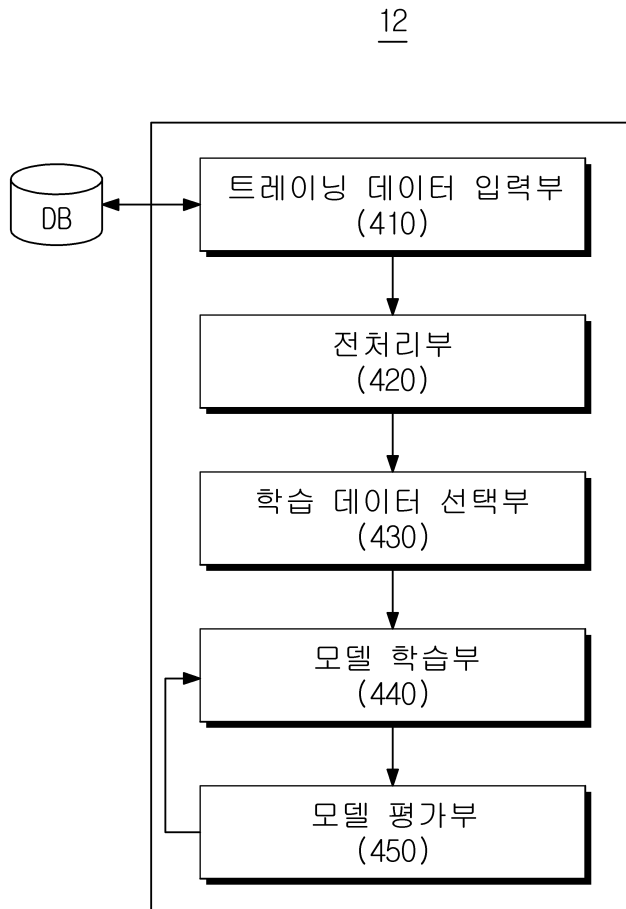 12
DB
트레이닝 데이터 입력부
(410)
전처리부
(420)
학습 데이터 선택부
(430)
모델 학습부
(440)
모델 평가부
(450)